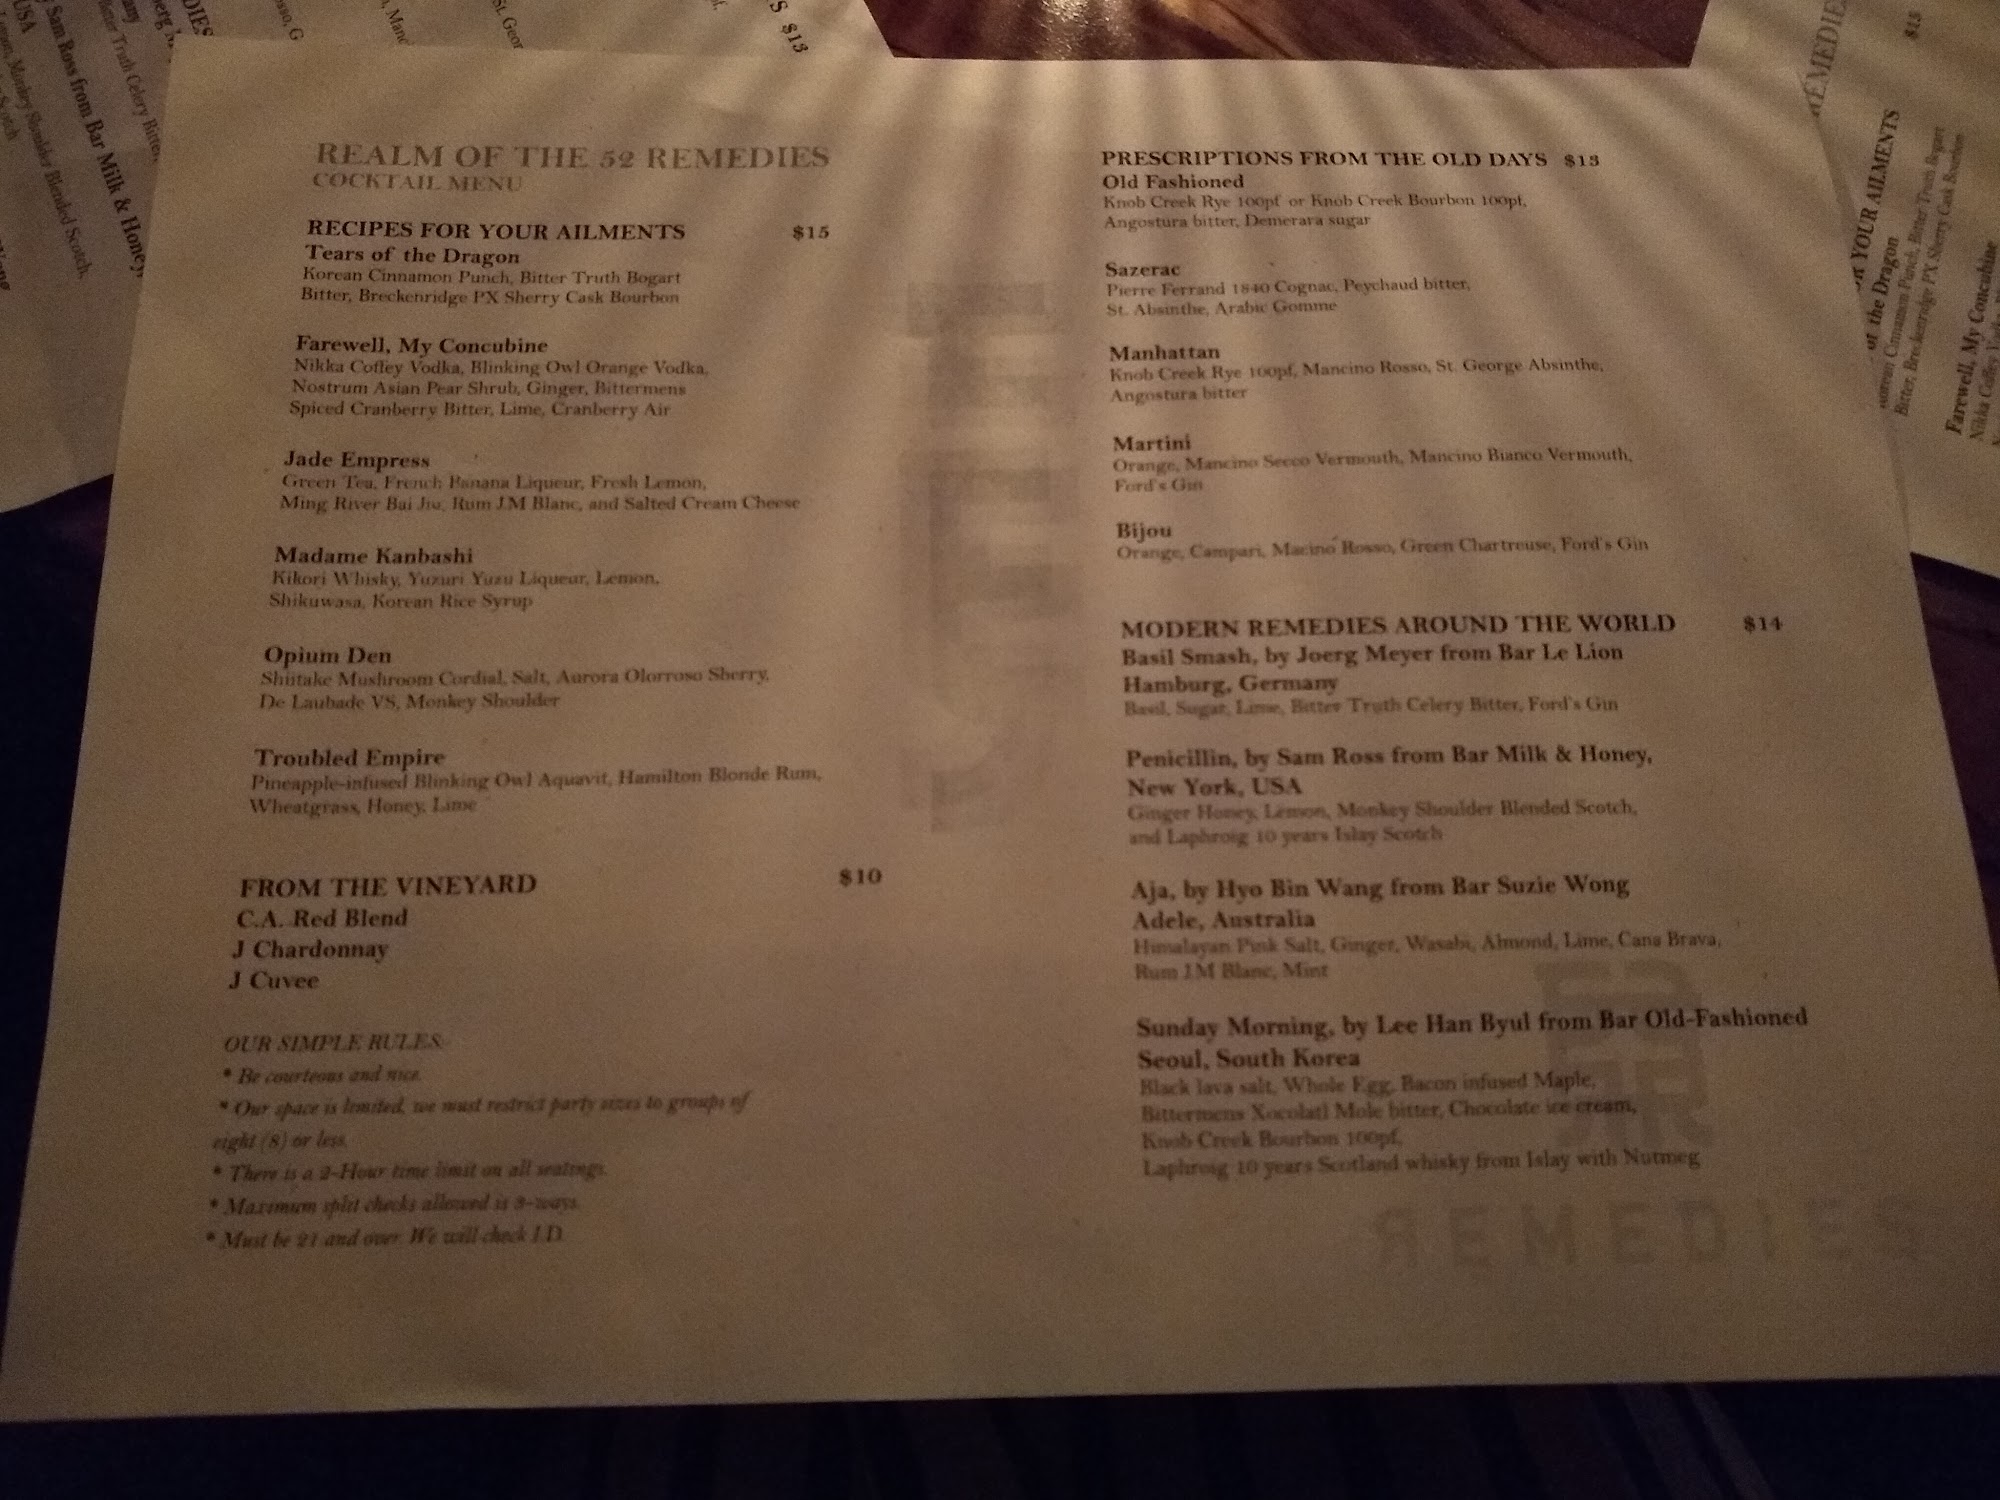 REALM OF THE 52 REMEDIES
COCKTAIL MENU
RECIPES FOR YOUR AILMENTS $15
Tears of the Dragon
Korean Cinnamon Punch, Bitter Truth Bogart
Bitter, Breckenridge PX Sherry Cask Bourbon
Farewell, My Concubine
Nikka Coffey Vodka, Blinking Owl Orange Vodka,
Nostrum Asian Pear Shrub, Ginger, Bittermens
Spiced Cranberry Bitter, Lime, Cranberry Air
Jade Empress
Green Tea, French Banana Liqueur, Fresh Lemon,
Ming River Bai Jiu, Rum J.M Blanc, and Salted Cream Cheese
Madame Kanbashi
Kikori Whisky, Yuzuri Yuzu Liqueur, Lemon,
Shikuwasa, Korean Rice Syrup
Opium Den
Shiitake Mushroom Cordial, Salt, Aurora Olorroso Sherry,
De Laubade VS, Monkey Shoulder
Troubled Empire
Pineapple-infused Blinking Owl Aquavit, Hamilton Blonde Rum,
Wheatgrass, Honey, Lime
FROM THE VINEYARD $10
C.A. Red Blend
J Chardonnay
J Cuvee
OUR SIMPLE RULES
* Be courteous and nice.
* Our space is limited, we must restrict party sizes to groups of
eight (8) or less.
* There is a 2-Hour time limit on all seatings.
* Maximum split checks allowed is 3-ways.
* Must be 21 and over. We will check I.D.
PRESCRIPTIONS FROM THE OLD DAYS $13
Old Fashioned
Knob Creek Rye 100pf or Knob Creek Bourbon 100pf,
Angostura bitter, Demerara sugar
Sazerac
Pierre Ferrand 1840 Cognac, Peychaud bitter,
St. Absinthe, Arabic Gomme
Manhattan
Knob Creek Rye 100pf, Mancino Rosso, St. George Absinthe,
Angostura bitter
Martini
Orange, Mancino Secco Vermouth, Mancino Bianco Vermouth,
Ford's Gin
Bijou
Orange, Campari, Macino Rosso, Green Chartreuse, Ford's Gin
MODERN REMEDIES AROUND THE WORLD $14
Basil Smash, by Joerg Meyer from Bar Le Lion
Hamburg, Germany
Basil, Sugar, Lime, Bitter Truth Celery Bitter, Ford's Gin
Penicillin, by Sam Ross from Bar Milk & Honey,
New York, USA
Ginger Honey, Lemon, Monkey Shoulder Blended Scotch,
and Laphroig 10 years Islay Scotch
Aja, by Hyo Bin Wang from Bar Suzie Wong
Adele, Australia
Himalayan Pink Salt, Ginger, Wasabi, Almond, Lime, Cana Brava,
Rum J.M Blanc, Mint
Sunday Morning, by Lee Han Byul from Bar Old-Fashioned
Seoul, South Korea
Black lava salt, Whole Egg, Bacon infused Maple,
Bittermens Xocolatl Mole bitter, Chocolate ice cream,
Knob Creek Bourbon 100pf,
Laphroig 10 years Scotland whisky from Islay with Nutmeg
REMEDIES